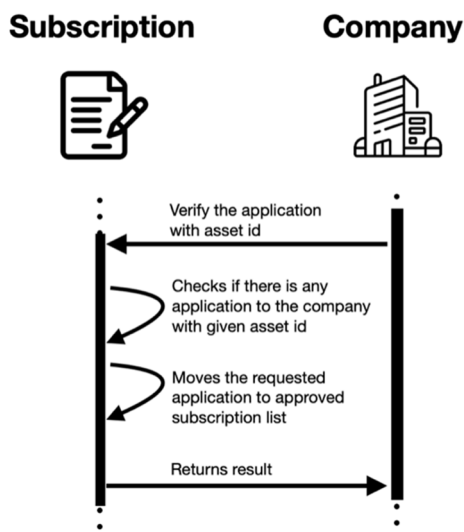 Subscription
Company
Verify the application
with asset id
Checks if there is any
application to the company
with given asset id
Moves the requested
application to approved
subscription list
Returns result